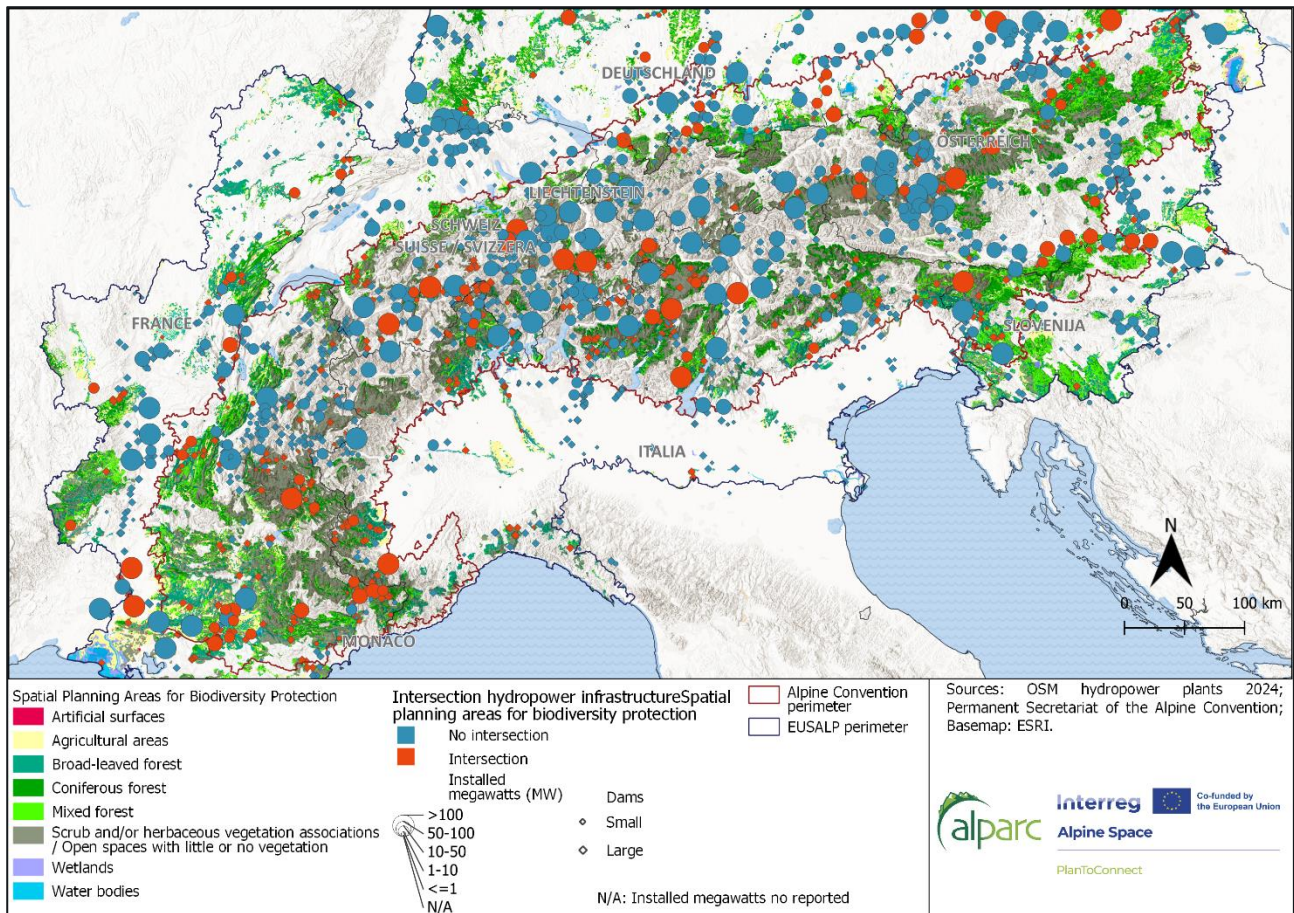 DEUTSCHLAND
ÖSTERREICH
LIECHTENSTEIN
SCHWEIZ
SUISSE / SVIZZERA
FRANCE
SLOVENIJA
ITALIA
MONACO
N
0 50 100 km
Spatial Planning Areas for Biodiversity Protection
Artificial surfaces
Agricultural areas
Broad-leaved forest
Coniferous forest
Mixed forest
Scrub and/or herbaceous vegetation associations
/ Open spaces with little or no vegetation
Wetlands
Water bodies
Intersection hydropower infrastructureSpatial
planning areas for biodiversity protection
No intersection
Intersection
Installed
megawatts (MW)
>100
50-100
10-50
1-10
<=1
N/A
Dams
Small
Large
N/A: Installed megawatts no reported
Alpine Convention
perimeter
EUSALP perimeter
Sources: OSM hydropower plants 2024;
Permanent Secretariat of the Alpine Convention;
Basemap: ESRI.
alparc
Interreg
Co-funded by
the European Union
Alpine Space
PlanToConnect